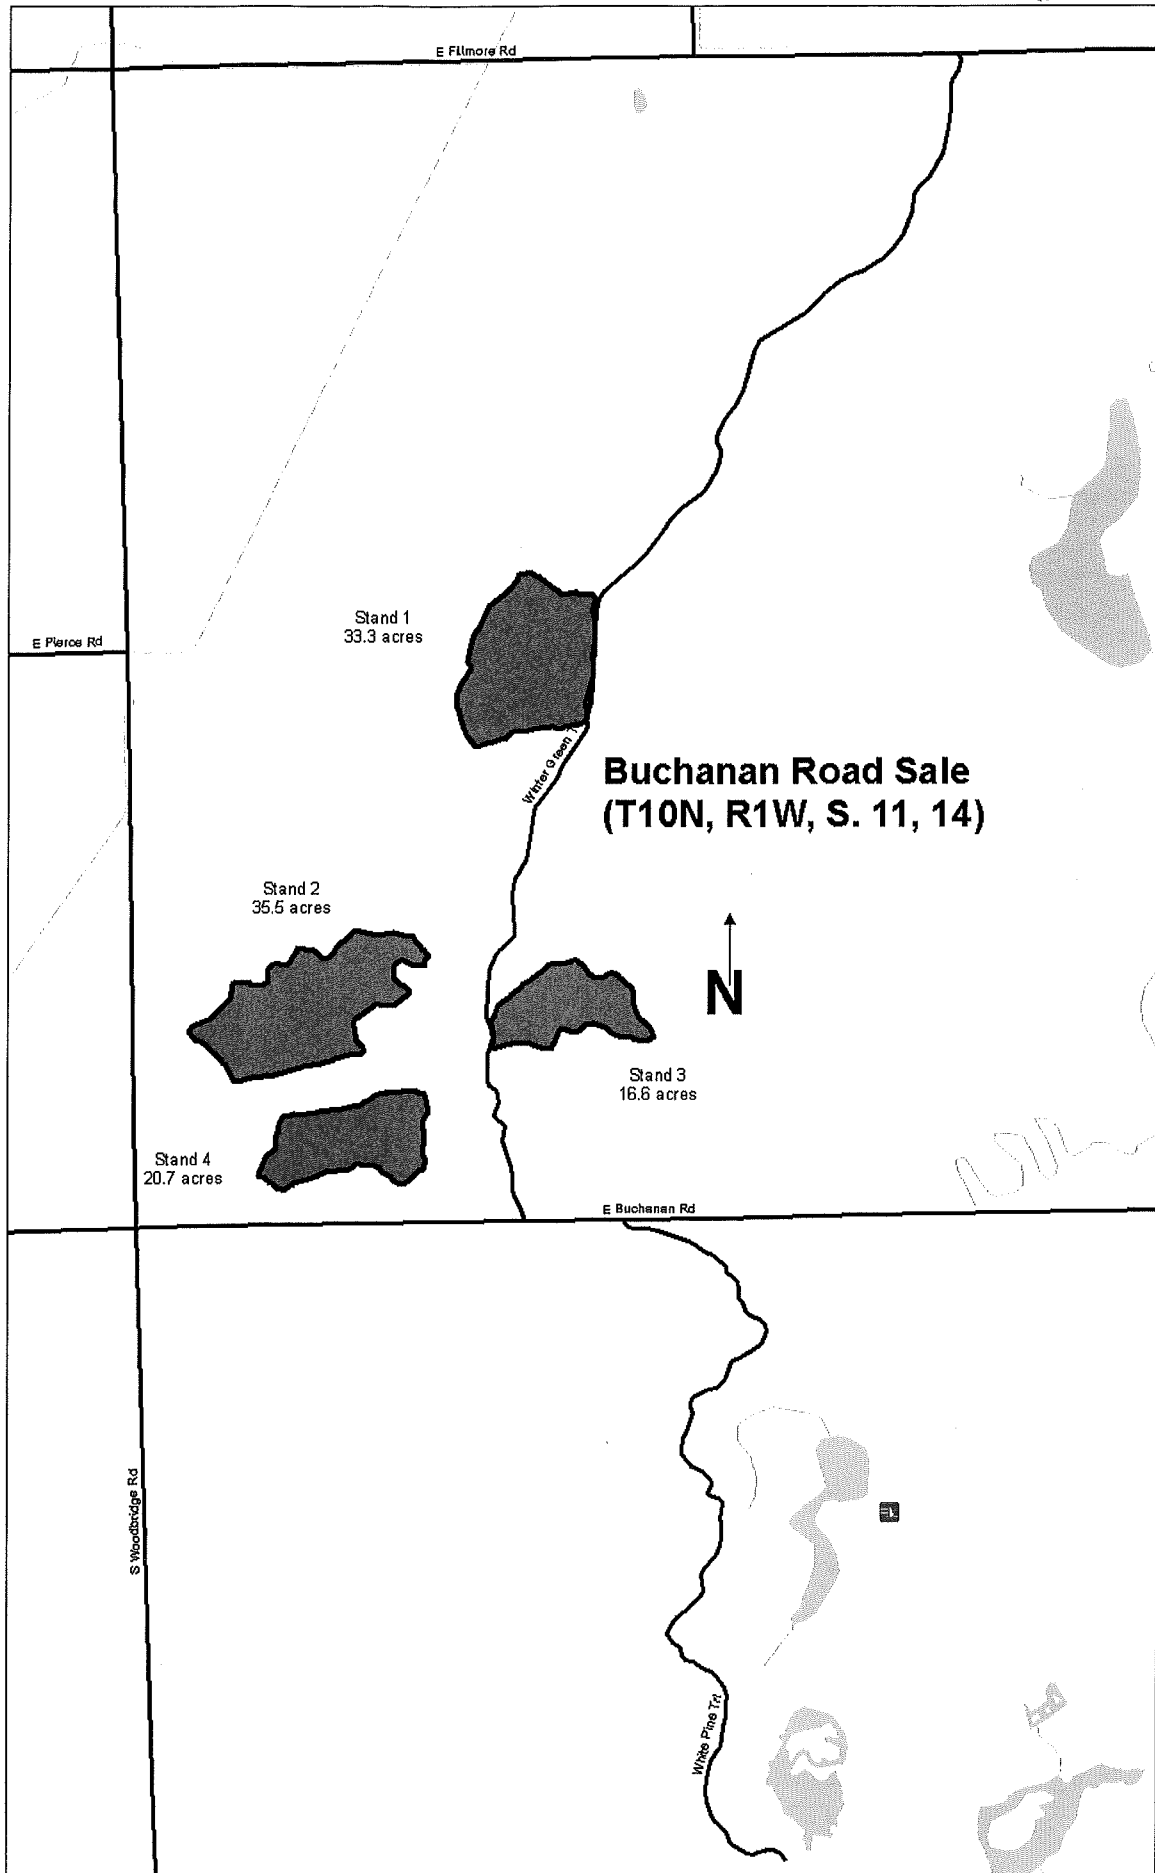 E Fillmore Rd
Stand 1
33.3 acres
E Pierce Rd
Winter Green
Buchanan Road Sale
(T10N, R1W, S. 11, 14)
Stand 2
35.5 acres
N
Stand 3
16.6 acres
Stand 4
20.7 acres
E Buchanan Rd
S Woodbridge Rd
White Pine Trl